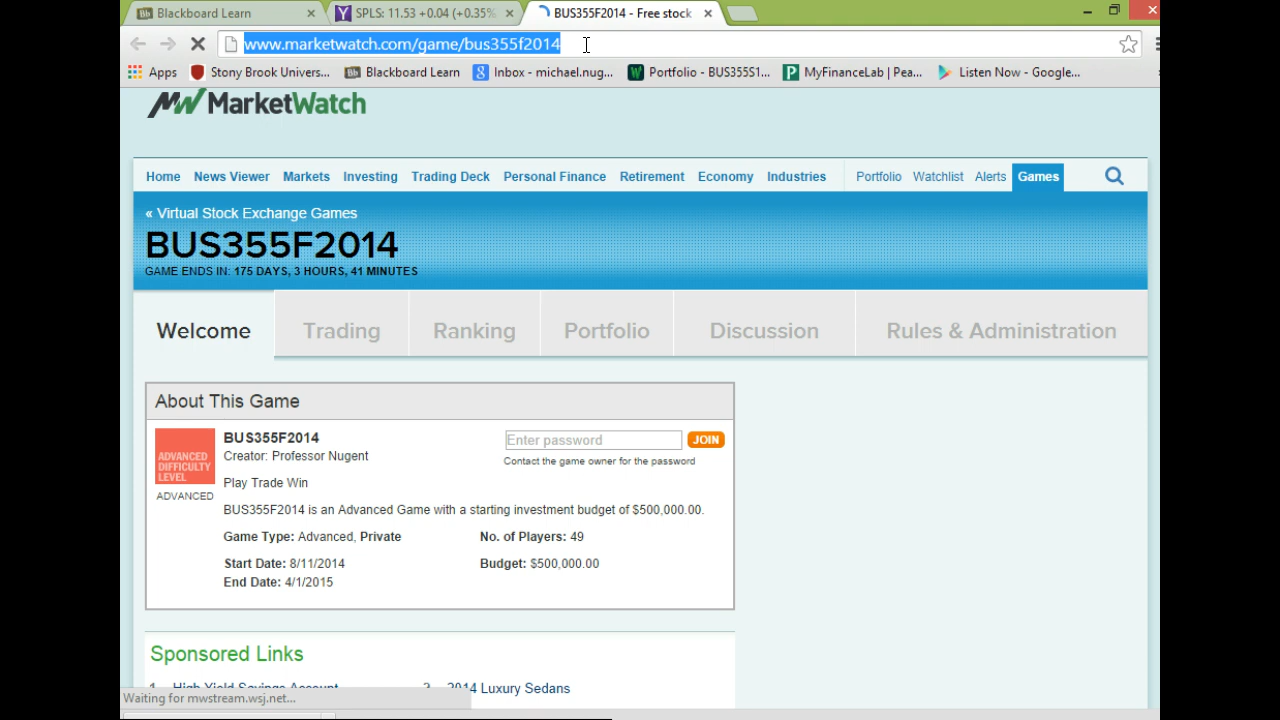 Blackboard Learn
SPLS: 11.53 +0.04 (+0.35%
BUS355F2014 - Free stock
www.marketwatch.com/game/bus355f2014
Apps
Stony Brook Univers...
Blackboard Learn
Inbox - michael.nug...
Portfolio - BUS355S1...
MyFinanceLab | Pea...
Listen Now - Google...
MarketWatch
Home News Viewer Markets Investing Trading Deck Personal Finance Retirement Economy Industries Portfolio Watchlist Alerts Games
« Virtual Stock Exchange Games
BUS355F2014
GAME ENDS IN: 175 DAYS, 3 HOURS, 41 MINUTES
Welcome Trading Ranking Portfolio Discussion Rules & Administration
About This Game
ADVANCED
DIFFICULTY
LEVEL
ADVANCED
BUS355F2014
Creator: Professor Nugent
Enter password JOIN
Contact the game owner for the password
Play Trade Win
BUS355F2014 is an Advanced Game with a starting investment budget of $500,000.00.
Game Type: Advanced, Private No. of Players: 49
Start Date: 8/11/2014 Budget: $500,000.00
End Date: 4/1/2015
Sponsored Links
1. High Yield Savings Account 2. 2014 Luxury Sedans
Waiting for mwstream.wsj.net...